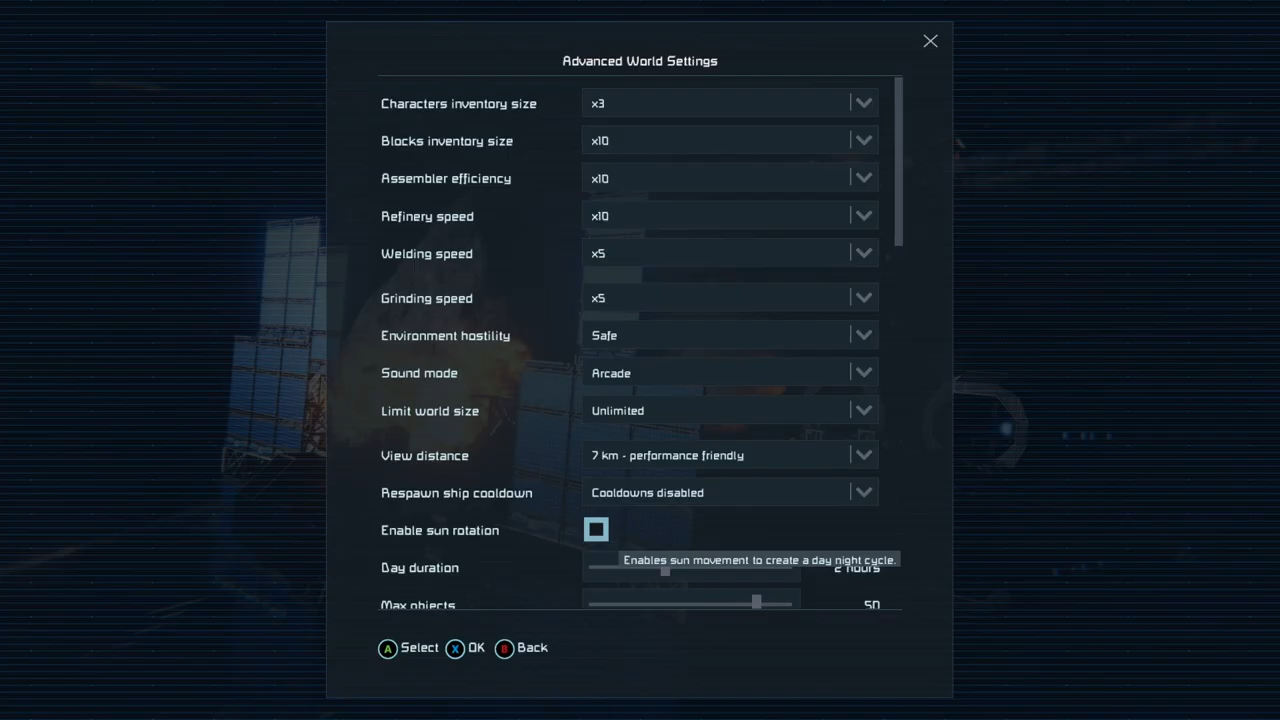 Advanced World Settings
Characters inventory size x3
Blocks inventory size x10
Assembler efficiency x10
Refinery speed x10
Welding speed x5
Grinding speed x5
Environment hostility Safe
Sound mode Arcade
Limit world size Unlimited
View distance 7 km - performance friendly
Respawn ship cooldown Cooldowns disabled
Enable sun rotation
Enables sun movement to create a day night cycle.
Day duration 2 hours
Max objects 50
A Select X OK B Back